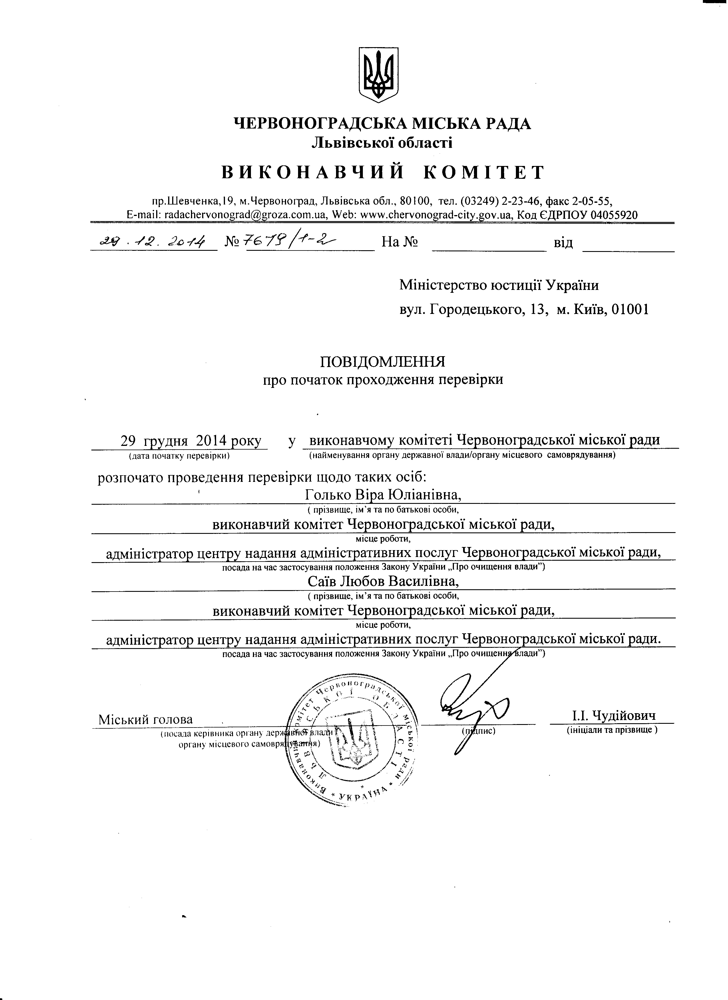 ЧЕРВОНОГРАДСЬКА МІСЬКА РАДА
Львівської області
ВИКОНАВЧИЙ КОМІТЕТ
пр.Шевченка,19, м.Червоноград, Львівська обл., 80100, тел. (03249) 2-23-46, факс 2-05-55,
E-mail: radachervonograd@groza.com.ua, Web: www.chervonograd-city.gov.ua, Код ЄДРПОУ 04055920
29.12.2014 № 7619/1-2 На № від
Міністерство юстиції України
вул. Городецького, 13, м. Київ, 01001
ПОВІДОМЛЕННЯ
про початок проходження перевірки
29 грудня 2014 року у виконавчому комітеті Червоноградської міської ради
(дата початку перевірки) (найменування органу державної влади/органу місцевого самоврядування)
розпочато проведення перевірки щодо таких осіб:
Голько Віра Юліанівна,
( прізвище, ім’я та по батькові особи,
виконавчий комітет Червоноградської міської ради,
місце роботи,
адміністратор центру надання адміністративних послуг Червоноградської міської ради,
посада на час застосування положення Закону України „Про очищення влади”)
Саїв Любов Василівна,
( прізвище, ім’я та по батькові особи,
виконавчий комітет Червоноградської міської ради,
місце роботи,
адміністратор центру надання адміністративних послуг Червоноградської міської ради.
посада на час застосування положення Закону України „Про очищення влади”)
Міський голова І.І. Чудійович
(посада керівника органу державної влади (підпис) (ініціали та прізвище )
органу місцевого самоврядування)
Виконавчий комітет Червоноградської міської ради
ЛЬВІВСЬКОЇ ОБЛАСТІ
* УКРАЇНА *